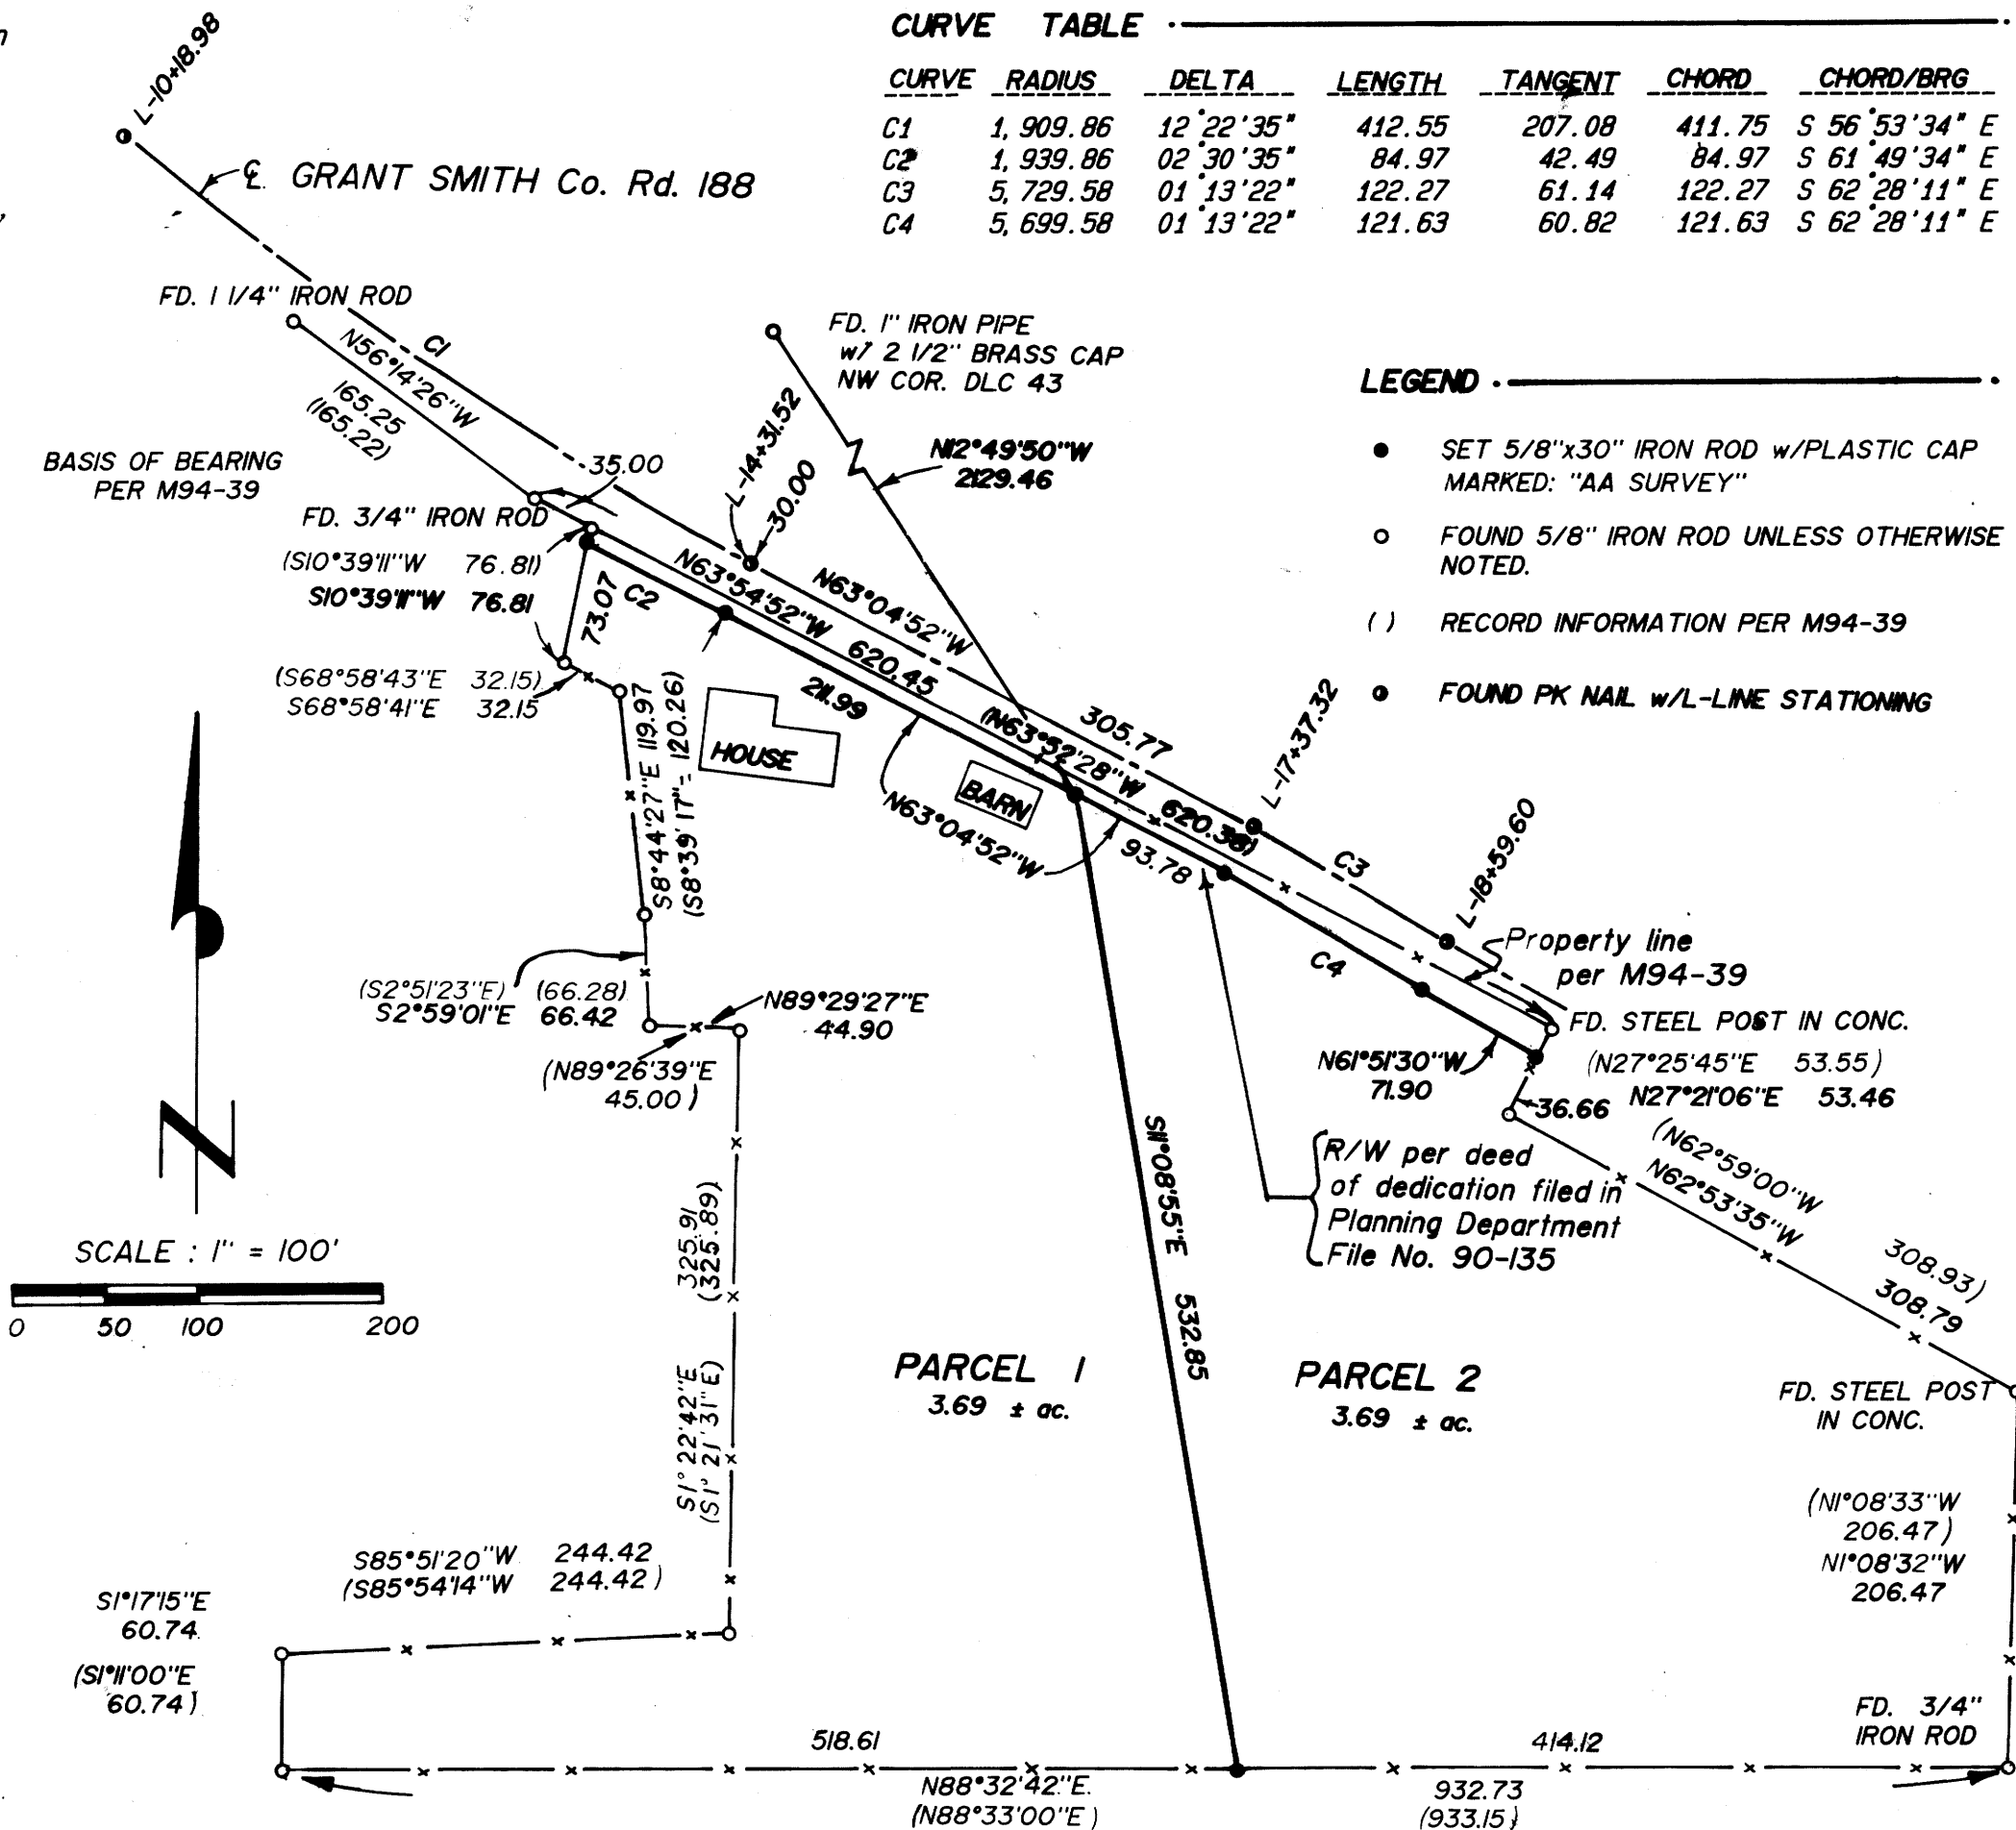 CURVE TABLE
CURVE RADIUS DELTA LENGTH TANGENT CHORD CHORD/BRG
C1 1,909.86 12°22'35" 412.55 207.08 411.75 S 56°53'34" E
C2 1,939.86 02°30'35" 84.97 42.49 84.97 S 61°49'34" E
C3 5,729.58 01°13'22" 122.27 61.14 122.27 S 62°28'11" E
C4 5,699.58 01°13'22" 121.63 60.82 121.63 S 62°28'11" E
L-10+18.98
℄ GRANT SMITH Co. Rd. 188
FD. 1 1/4" IRON ROD
C1
N56°14'26"W
165.25
(165.22)
BASIS OF BEARING
PER M94-39
35.00
FD. 1" IRON PIPE
w/ 2 1/2" BRASS CAP
NW COR. DLC 43
L-14+31.52
30.00
N12°49'50"W
2129.46
LEGEND
SET 5/8"x30" IRON ROD w/PLASTIC CAP
MARKED: "AA SURVEY"
FOUND 5/8" IRON ROD UNLESS OTHERWISE
NOTED.
( ) RECORD INFORMATION PER M94-39
FOUND PK NAIL w/L-LINE STATIONING
FD. 3/4" IRON ROD
(S10°39'11"W 76.81)
S10°39'11"W 76.81
73.07
C2
N63°54'52"W 620.45
(N63°52'28"W 620.38)
N63°04'52"W
305.77
211.99
N63°04'52"W
93.78
(S68°58'43"E 32.15)
S68°58'41"E 32.15
S8°44'27"E 119.97
(S8°39'17"- 120.26)
HOUSE
BARN
L-17+37.32
C3
L-18+59.60
C4
Property line
per M94-39
FD. STEEL POST IN CONC.
(N27°25'45"E 53.55)
N27°21'06"E 53.46
36.66
N61°51'30"W
71.90
(S2°51'23"E) (66.28)
S2°59'01"E 66.42
N89°29'27"E
44.90
(N89°26'39"E
45.00)
R/W per deed
of dedication filed in
Planning Department
File No. 90-135
(N62°59'00"W 308.93)
N62°53'35"W 308.79
SCALE : 1" = 100'
0 50 100 200
N
325.91
(325.89)
S1°22'42"E
(S1°21'31"E)
S11°08'55"E 532.85
PARCEL 1
3.69 ± ac.
PARCEL 2
3.69 ± ac.
FD. STEEL POST
IN CONC.
(N1°08'33"W
206.47)
N1°08'32"W
206.47
S85°51'20"W 244.42
(S85°54'14"W 244.42)
S1°17'15"E
60.74
(S1°11'00"E
60.74)
FD. 3/4"
IRON ROD
518.61
414.12
N88°32'42"E
(N88°33'00"E)
932.73
(933.15)